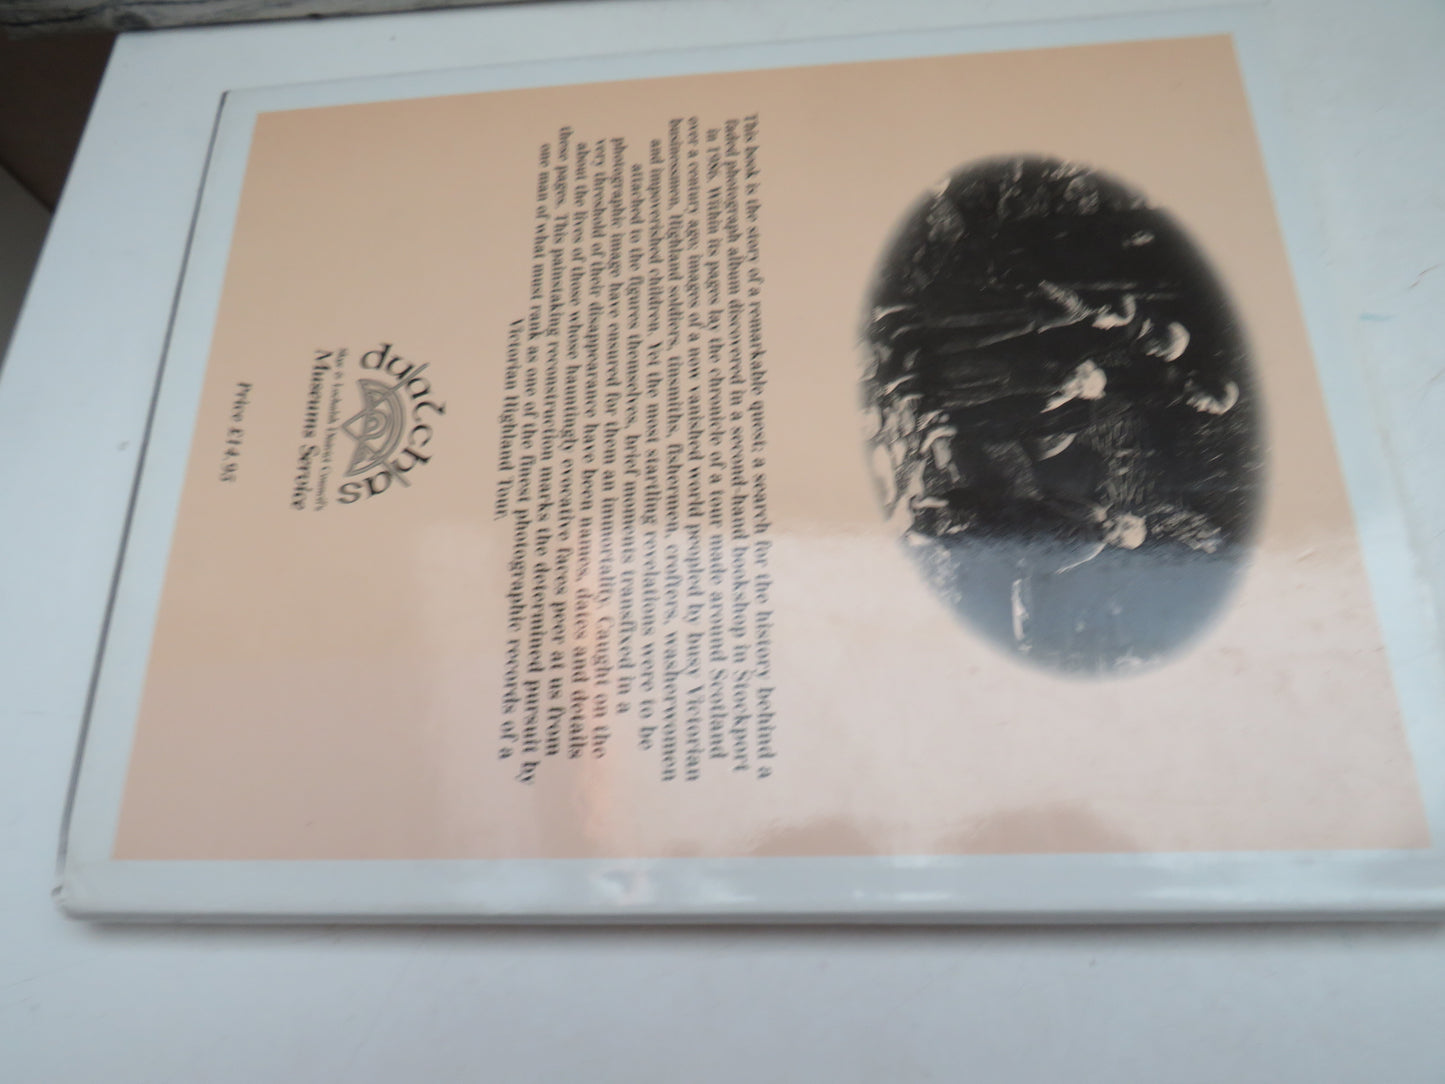 This book is the story of a remarkable quest; a search for the history behind a
faded photograph album discovered in a second-hand bookshop in Stockport
in 1986. Within its pages lay the chronicle of a tour made around Scotland
over a century ago; images of a now vanished world peopled by busy Victorian
businessmen, Highland soldiers, tinsmiths, fishermen, crofters, washerwomen
and impoverished children. Yet the most startling revelations were to be
attached to the figures themselves, brief moments transfixed in a
photographic image have ensured for them an immortality. Caught on the
very threshold of their disappearance have been names, dates and details
about the lives of those whose hauntingly evocative faces peer at us from
these pages. This painstaking reconstruction marks the determined pursuit by
one man of what must rank as one of the finest photographic records of a
Victorian Highland Tour.
dualchas
Skye & Lochalsh District Council's
Museums Service
Price £14.95